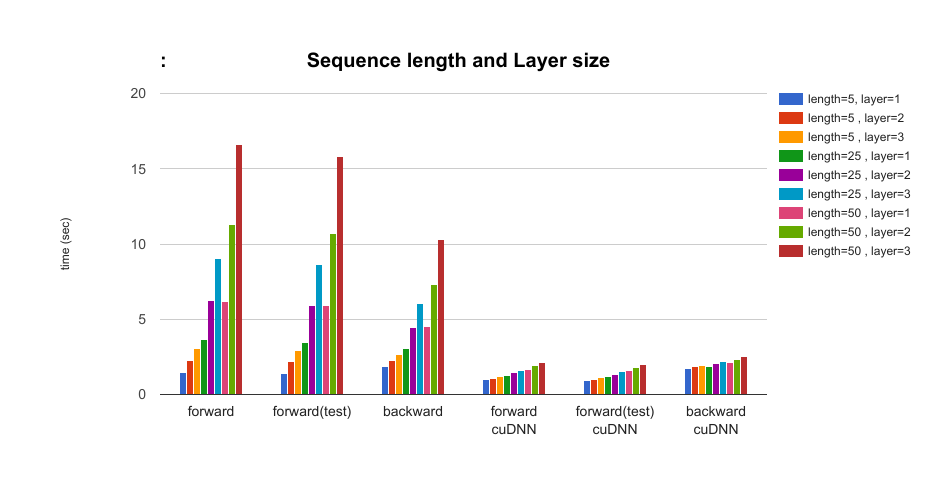 : Sequence length and Layer size
time (sec)
20
15
10
5
0
forward
forward(test)
backward
forward
cuDNN
forward(test)
cuDNN
backward
cuDNN
length=5, layer=1
length=5 , layer=2
length=5 , layer=3
length=25 , layer=1
length=25 , layer=2
length=25 , layer=3
length=50 , layer=1
length=50 , layer=2
length=50 , layer=3